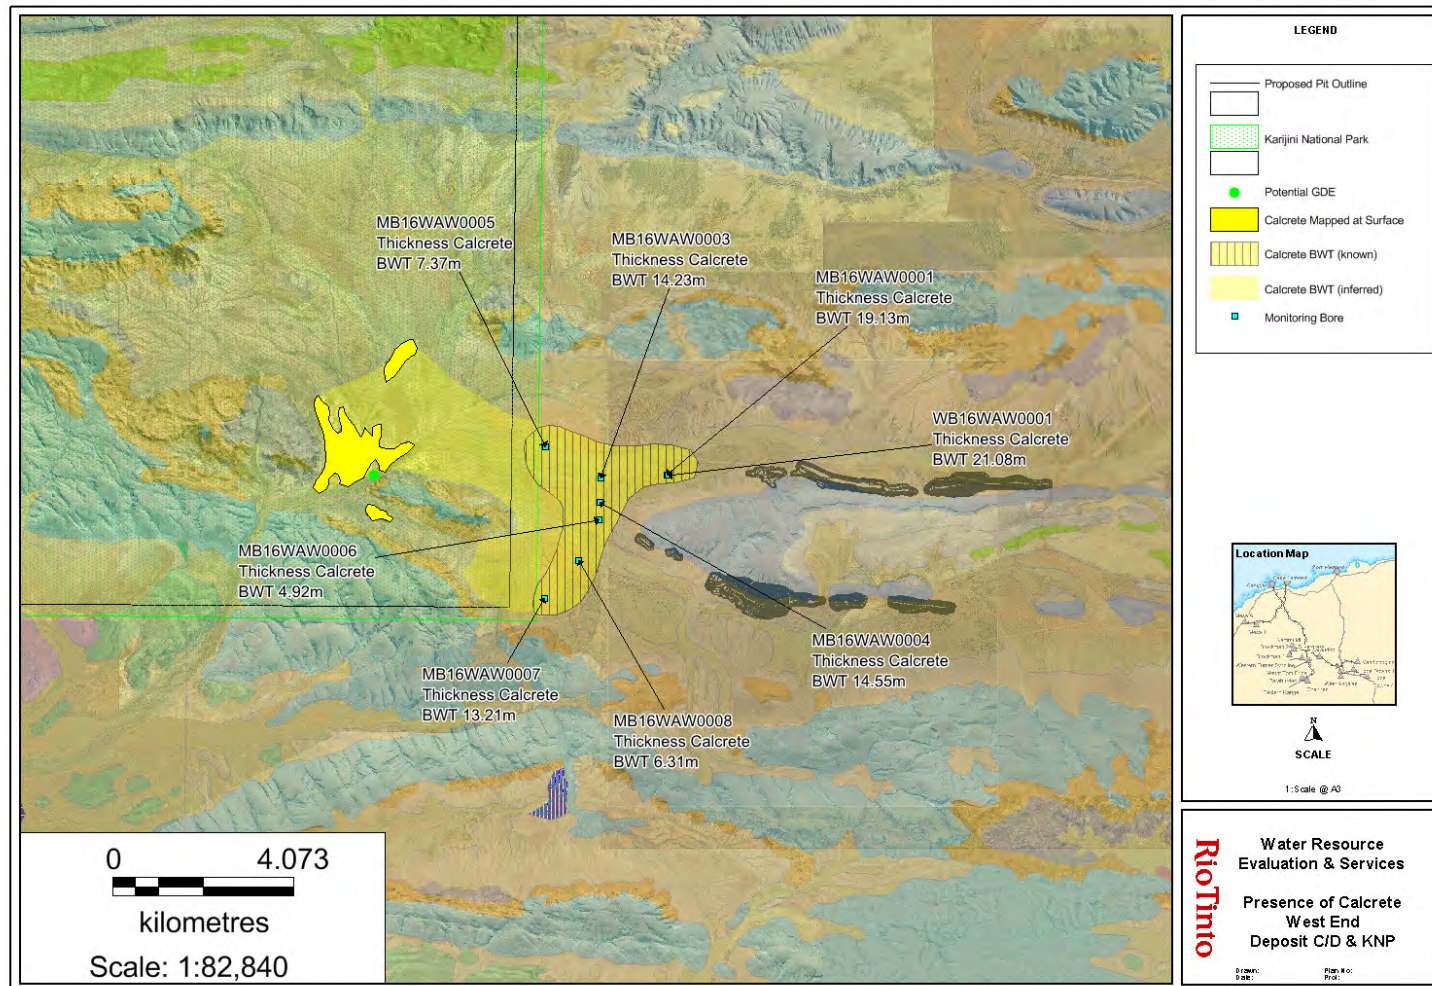 MB16WAW0005
Thickness Calcrete
BWT 7.37m
MB16WAW0003
Thickness Calcrete
BWT 14.23m
MB16WAW0001
Thickness Calcrete
BWT 19.13m
WB16WAW0001
Thickness Calcrete
BWT 21.08m
MB16WAW0006
Thickness Calcrete
BWT 4.92m
MB16WAW0004
Thickness Calcrete
BWT 14.55m
MB16WAW0007
Thickness Calcrete
BWT 13.21m
MB16WAW0008
Thickness Calcrete
BWT 6.31m
0 4.073
kilometres
Scale: 1:82,840
LEGEND
Proposed Pit Outline
Karijini National Park
Potential GDE
Calcrete Mapped at Surface
Calcrete BWT (known)
Calcrete BWT (inferred)
Monitoring Bore
Location Map
N
SCALE
1:Scale @ A3
RioTinto
Water Resource
Evaluation & Services
Presence of Calcrete
West End
Deposit C/D & KNP
Drawn: Plan No:
Date: Proj: